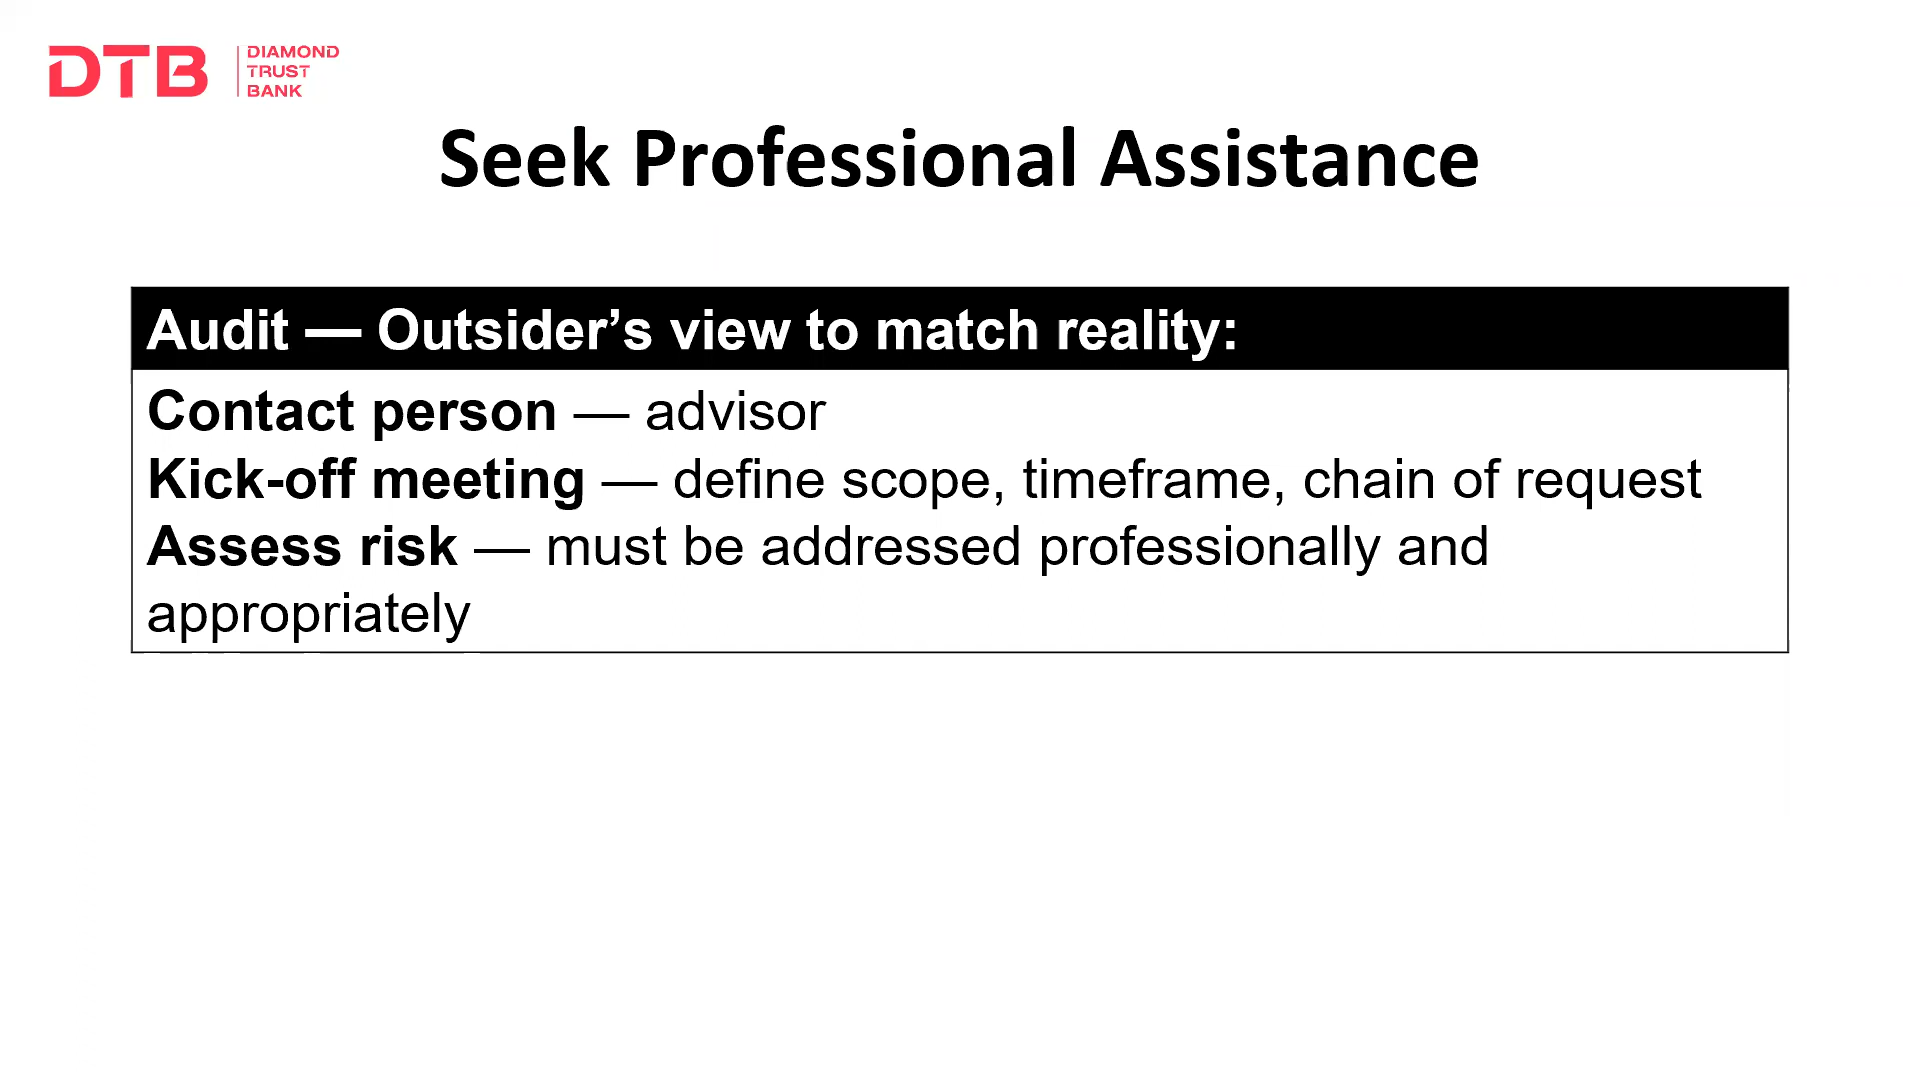 DTB
DIAMOND
TRUST
BANK
Seek Professional Assistance
Audit — Outsider’s view to match reality:
Contact person — advisor
Kick-off meeting — define scope, timeframe, chain of request
Assess risk — must be addressed professionally and
appropriately